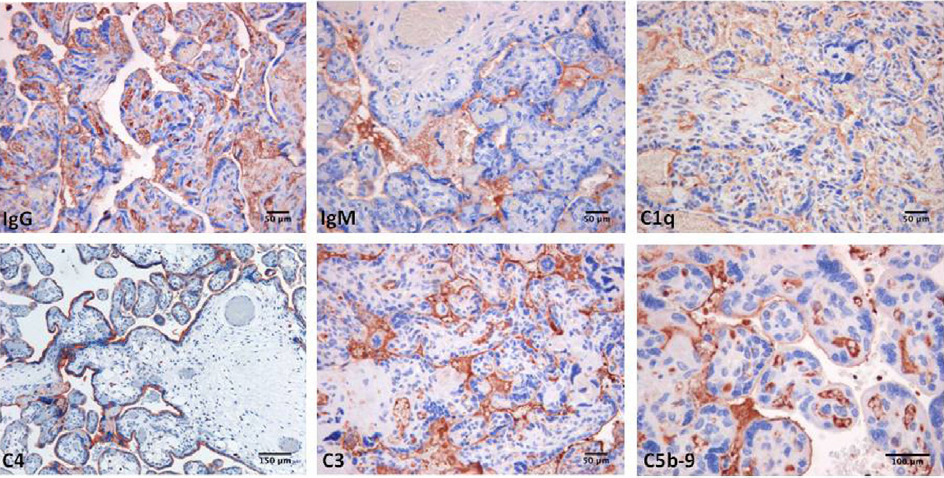 50 µm
IgG
50 µm
IgM
50 µm
C1q
150 µm
C4
50 µm
C3
100 µm
C5b-9